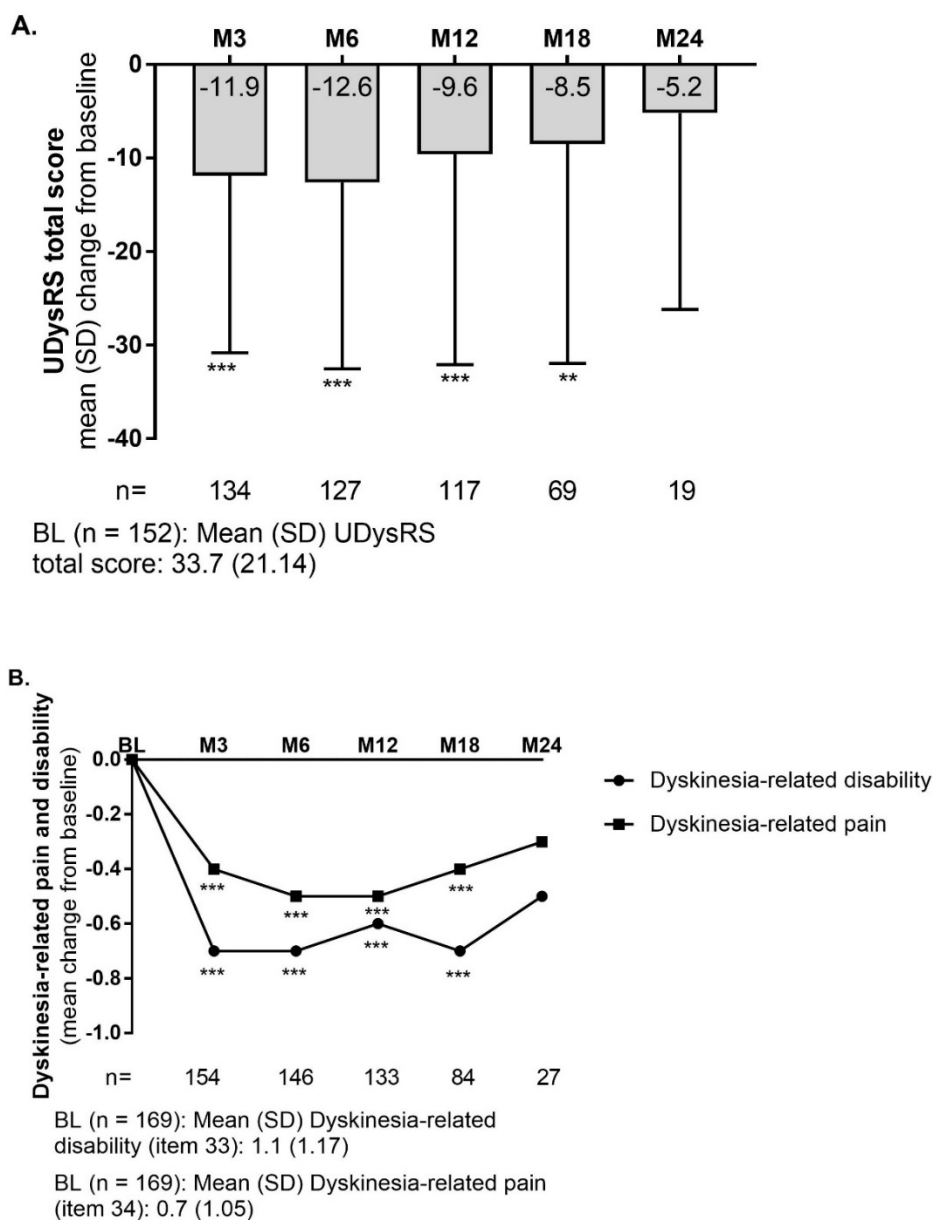 A.
M3 M6 M12 M18 M24
UDysRS total score
mean (SD) change from baseline
0
-10
-20
-30
-40
-11.9 -12.6 -9.6 -8.5 -5.2
*** *** *** **
n= 134 127 117 69 19
BL (n = 152): Mean (SD) UDysRS
total score: 33.7 (21.14)
B.
Dyskinesia-related pain and disability
(mean change from baseline)
BL M3 M6 M12 M18 M24
0.0
-0.2
-0.4
-0.6
-0.8
-1.0
*** *** *** ***
*** *** *** ***
Dyskinesia-related disability
Dyskinesia-related pain
n= 154 146 133 84 27
BL (n = 169): Mean (SD) Dyskinesia-related
disability (item 33): 1.1 (1.17)
BL (n = 169): Mean (SD) Dyskinesia-related pain
(item 34): 0.7 (1.05)